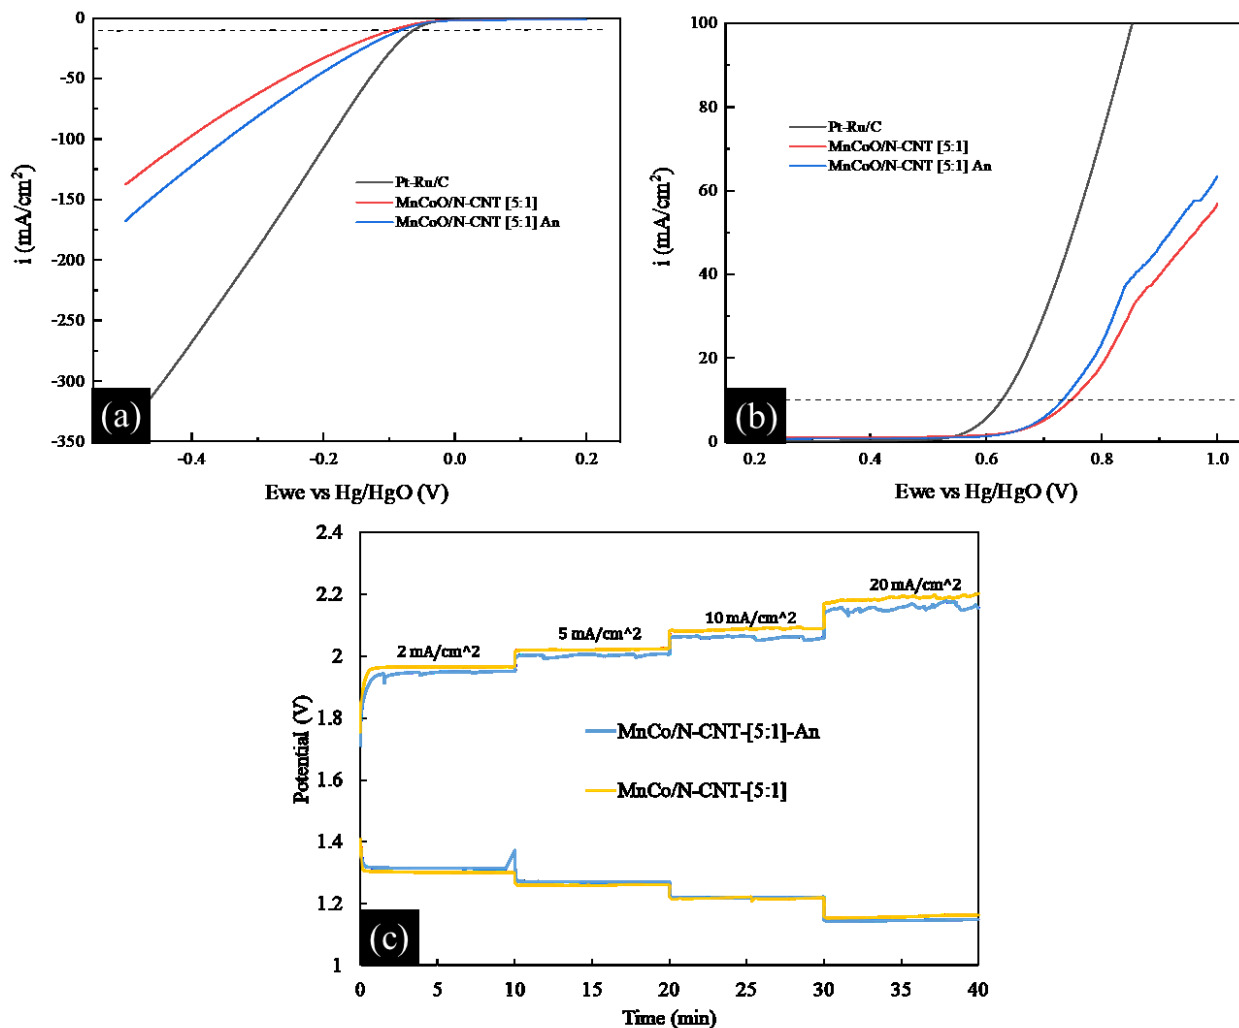 0
-50
-100
-150
-200
-250
-300
-350
i (mA/cm²)
Pt-Ru/C
MnCoO/N-CNT [5:1]
MnCoO/N-CNT [5:1] An
(a)
-0.4 -0.2 0.0 0.2
Ewe vs Hg/HgO (V)
100
80
60
40
20
0
i (mA/cm²)
Pt-Ru/C
MnCoO/N-CNT [5:1]
MnCoO/N-CNT [5:1] An
(b)
0.2 0.4 0.6 0.8 1.0
Ewe vs Hg/HgO (V)
2.4
2.2
2
1.8
1.6
1.4
1.2
1
Potential (V)
2 mA/cm^2
5 mA/cm^2
10 mA/cm^2
20 mA/cm^2
MnCo/N-CNT-[5:1]-An
MnCo/N-CNT-[5:1]
(c)
0 5 10 15 20 25 30 35 40
Time (min)